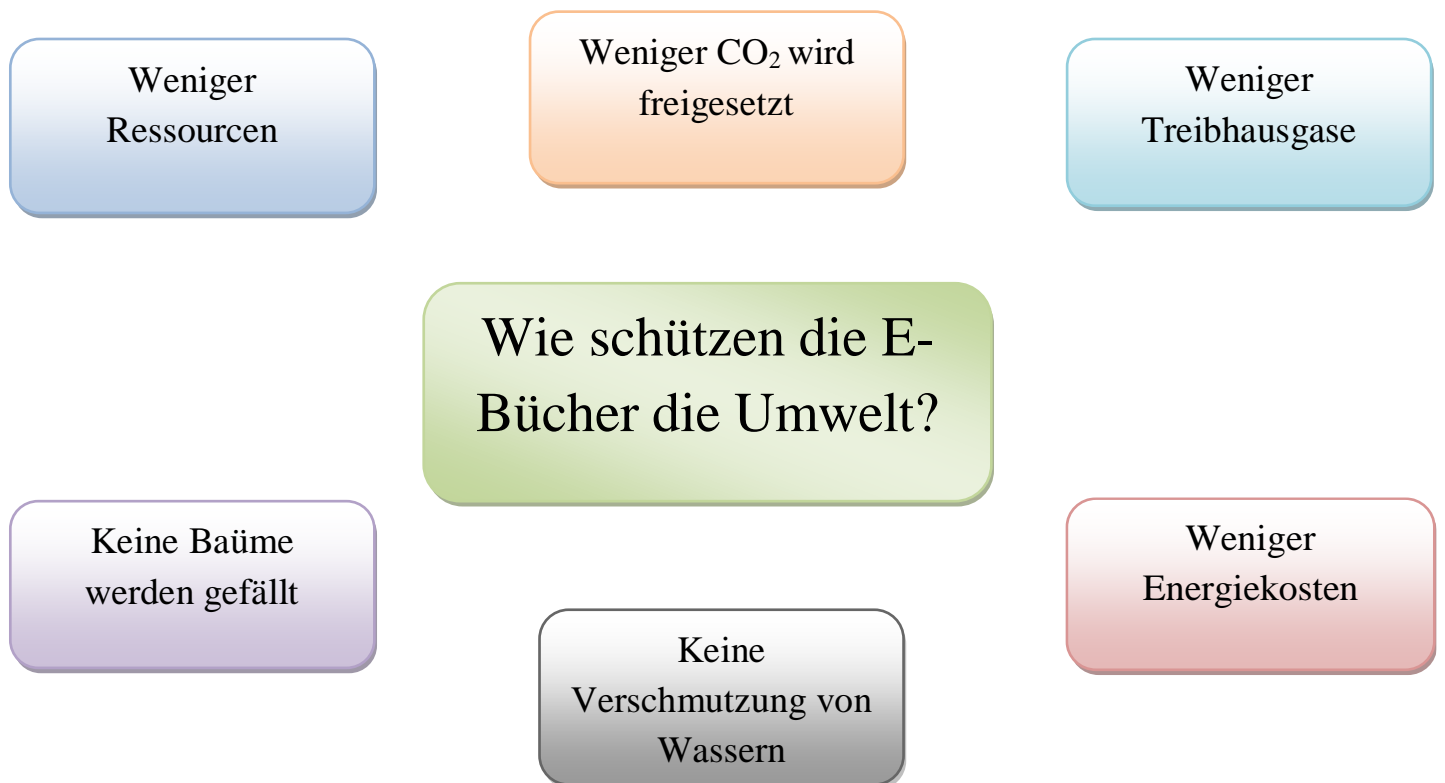 Weniger
Ressourcen
Weniger CO₂ wird
freigesetzt
Weniger
Treibhausgase
Wie schützen die E-
Bücher die Umwelt?
Keine Baüme
werden gefällt
Keine
Verschmutzung von
Wassern
Weniger
Energiekosten